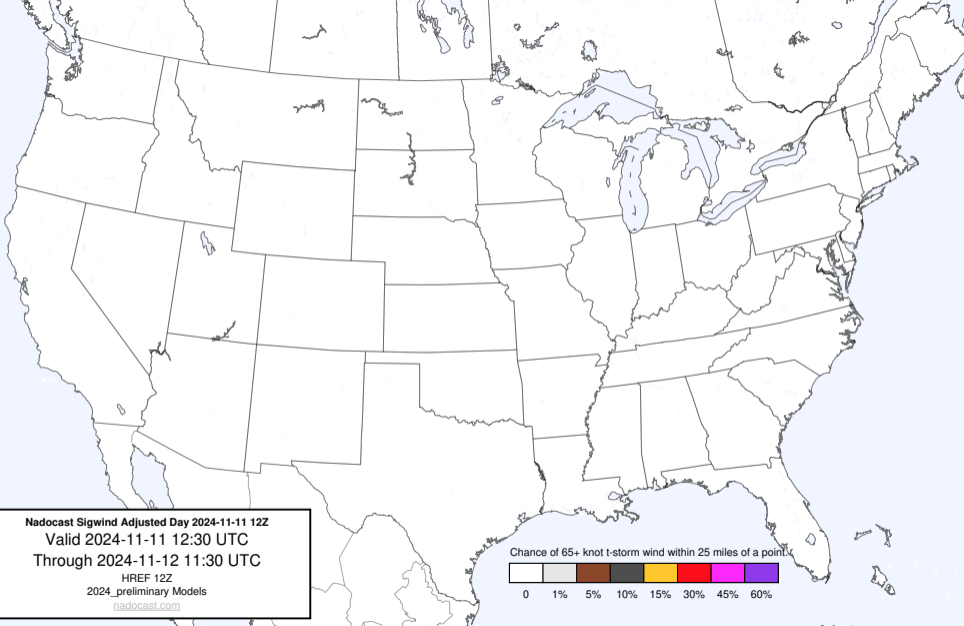 Nadocast Sigwind Adjusted Day 2024-11-11 12Z
Valid 2024-11-11 12:30 UTC
Through 2024-11-12 11:30 UTC
HREF 12Z
2024_preliminary Models
nadocast.com
Chance of 65+ knot t-storm wind within 25 miles of a point.
0 1% 5% 10% 15% 30% 45% 60%